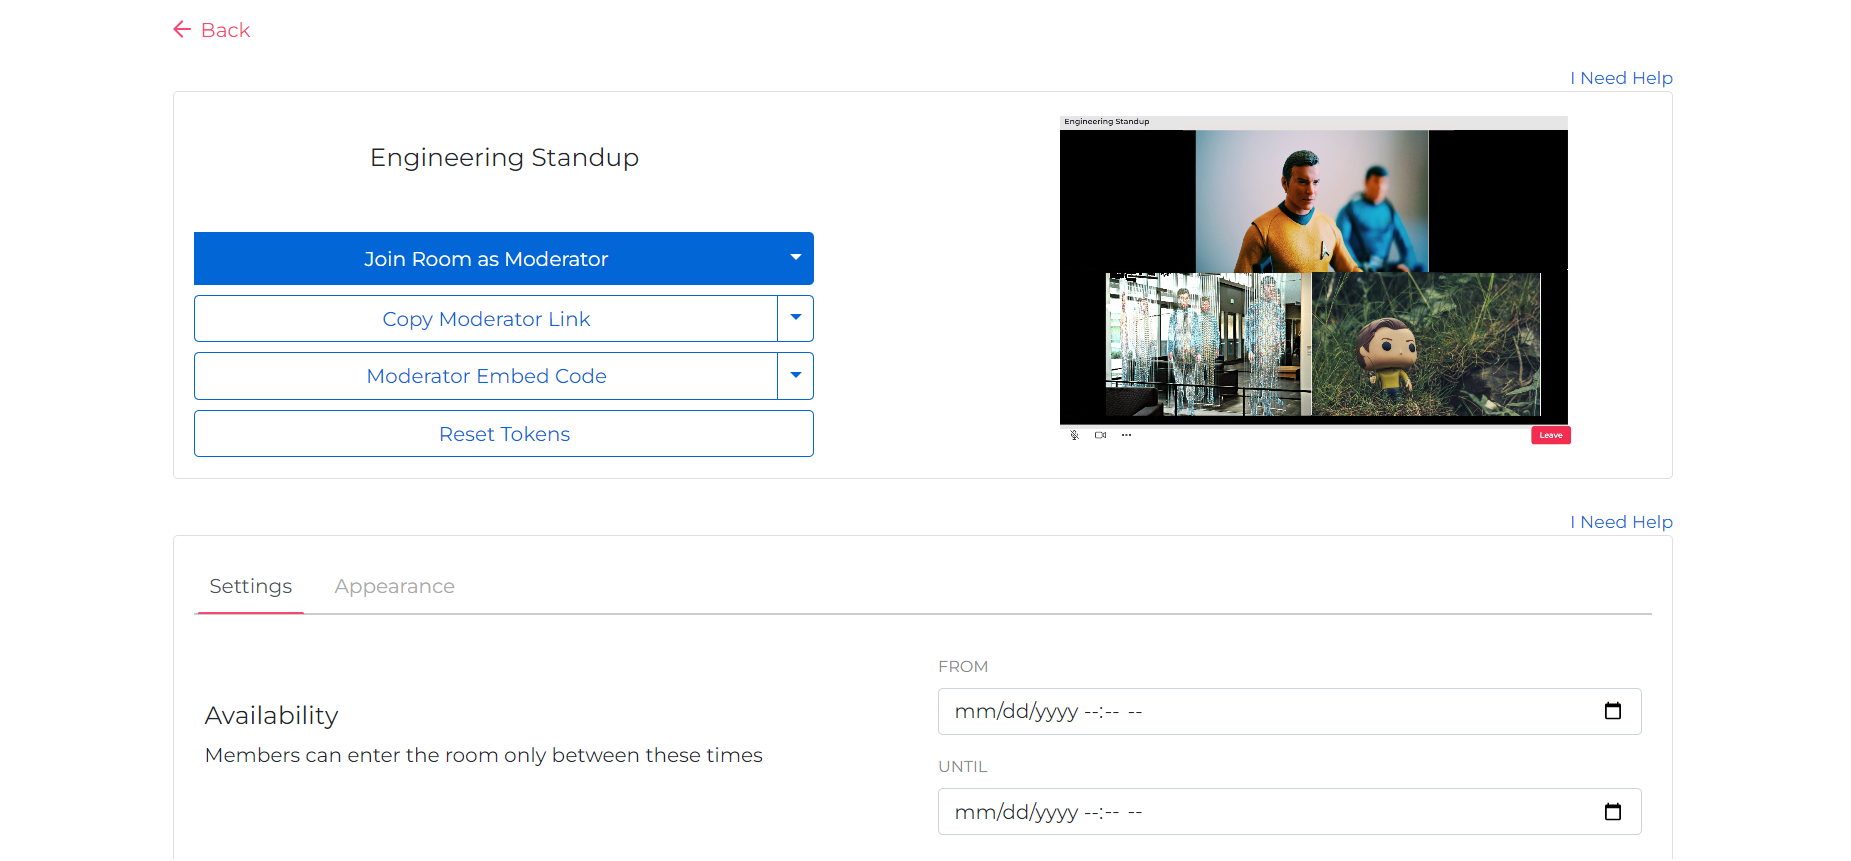 Back
I Need Help
Engineering Standup
Join Room as Moderator
Copy Moderator Link
Moderator Embed Code
Reset Tokens
Engineering Standup
Leave
I Need Help
Settings Appearance
Availability
Members can enter the room only between these times
FROM
mm/dd/yyyy --:-- --
UNTIL
mm/dd/yyyy --:-- --